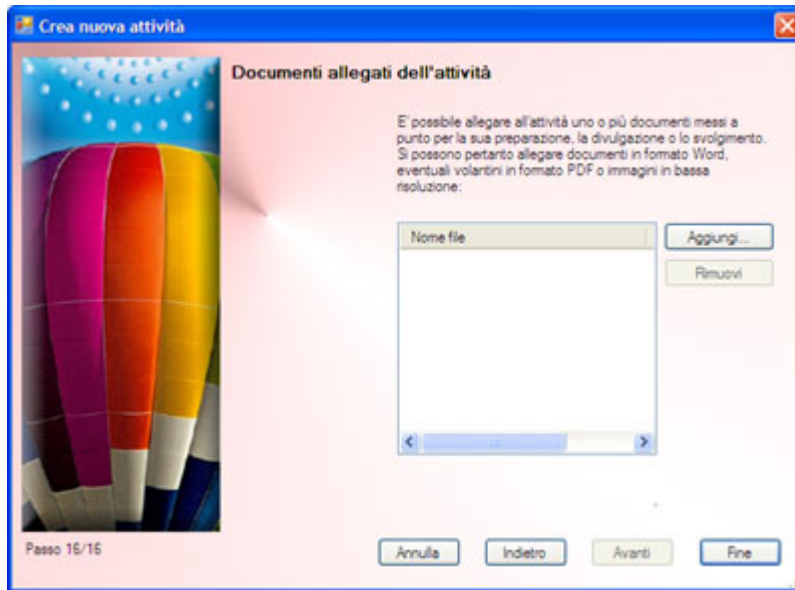 Crea nuova attività
Documenti allegati dell'attività
E' possibile allegare all'attività uno o più documenti messi a
punto per la sua preparazione, la divulgazione o lo svolgimento.
Si possono pertanto allegare documenti in formato Word,
eventuali volantini in formato PDF o immagini in bassa
risoluzione:
Nome file
Aggiungi...
Rimuovi
Passo 16/16
Annulla
Indietro
Avanti
Fine